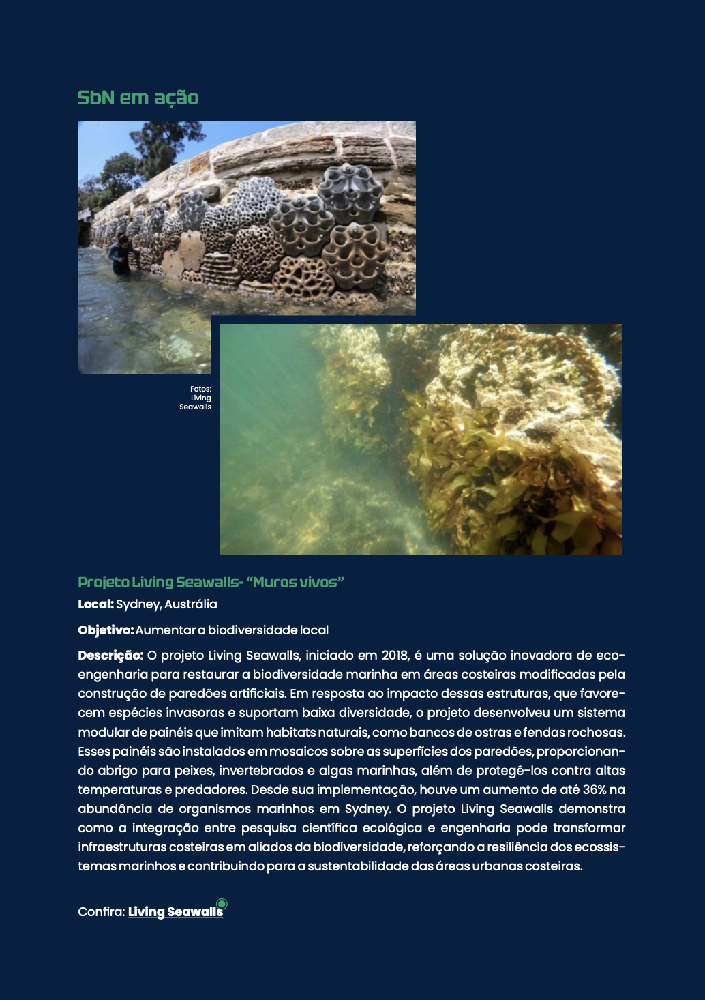 SbN em ação
Fotos:
Living
Seawalls
Projeto Living Seawalls- “Muros vivos”
Local: Sydney, Austrália
Objetivo: Aumentar a biodiversidade local
Descrição: O projeto Living Seawalls, iniciado em 2018, é uma solução inovadora de eco-
engenharia para restaurar a biodiversidade marinha em áreas costeiras modificadas pela
construção de paredões artificiais. Em resposta ao impacto dessas estruturas, que favore-
cem espécies invasoras e suportam baixa diversidade, o projeto desenvolveu um sistema
modular de painéis que imitam habitats naturais, como bancos de ostras e fendas rochosas.
Esses painéis são instalados em mosaicos sobre as superfícies dos paredões, proporcionan-
do abrigo para peixes, invertebrados e algas marinhas, além de protegê-los contra altas
temperaturas e predadores. Desde sua implementação, houve um aumento de até 36% na
abundância de organismos marinhos em Sydney. O projeto Living Seawalls demonstra
como a integração entre pesquisa científica ecológica e engenharia pode transformar
infraestruturas costeiras em aliados da biodiversidade, reforçando a resiliência dos ecossis-
temas marinhos e contribuindo para a sustentabilidade das áreas urbanas costeiras.
Confira: Living Seawalls